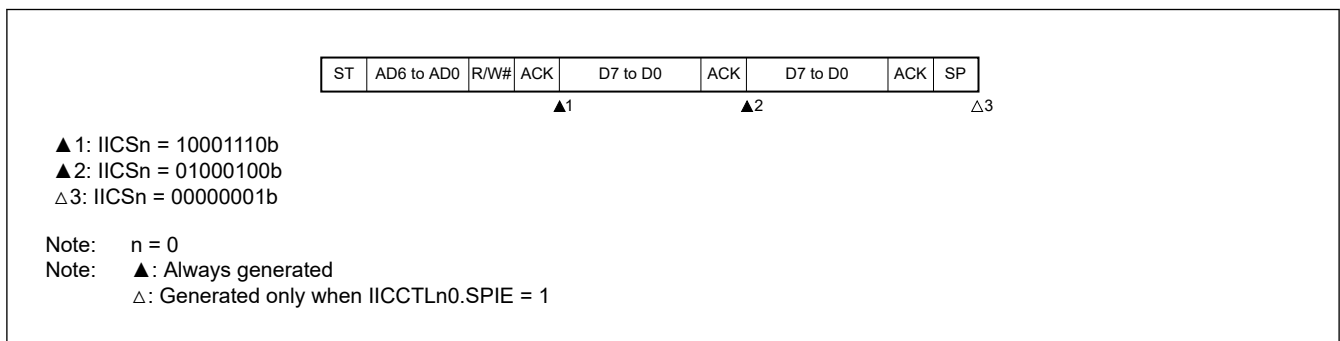 ST AD6 to AD0 R/W# ACK D7 to D0 ACK D7 to D0 ACK SP
▲1 ▲2 △3
▲1: IICSn = 10001110b
▲2: IICSn = 01000100b
△3: IICSn = 00000001b
Note: n = 0
Note: ▲: Always generated
△: Generated only when IICCTLn0.SPIE = 1